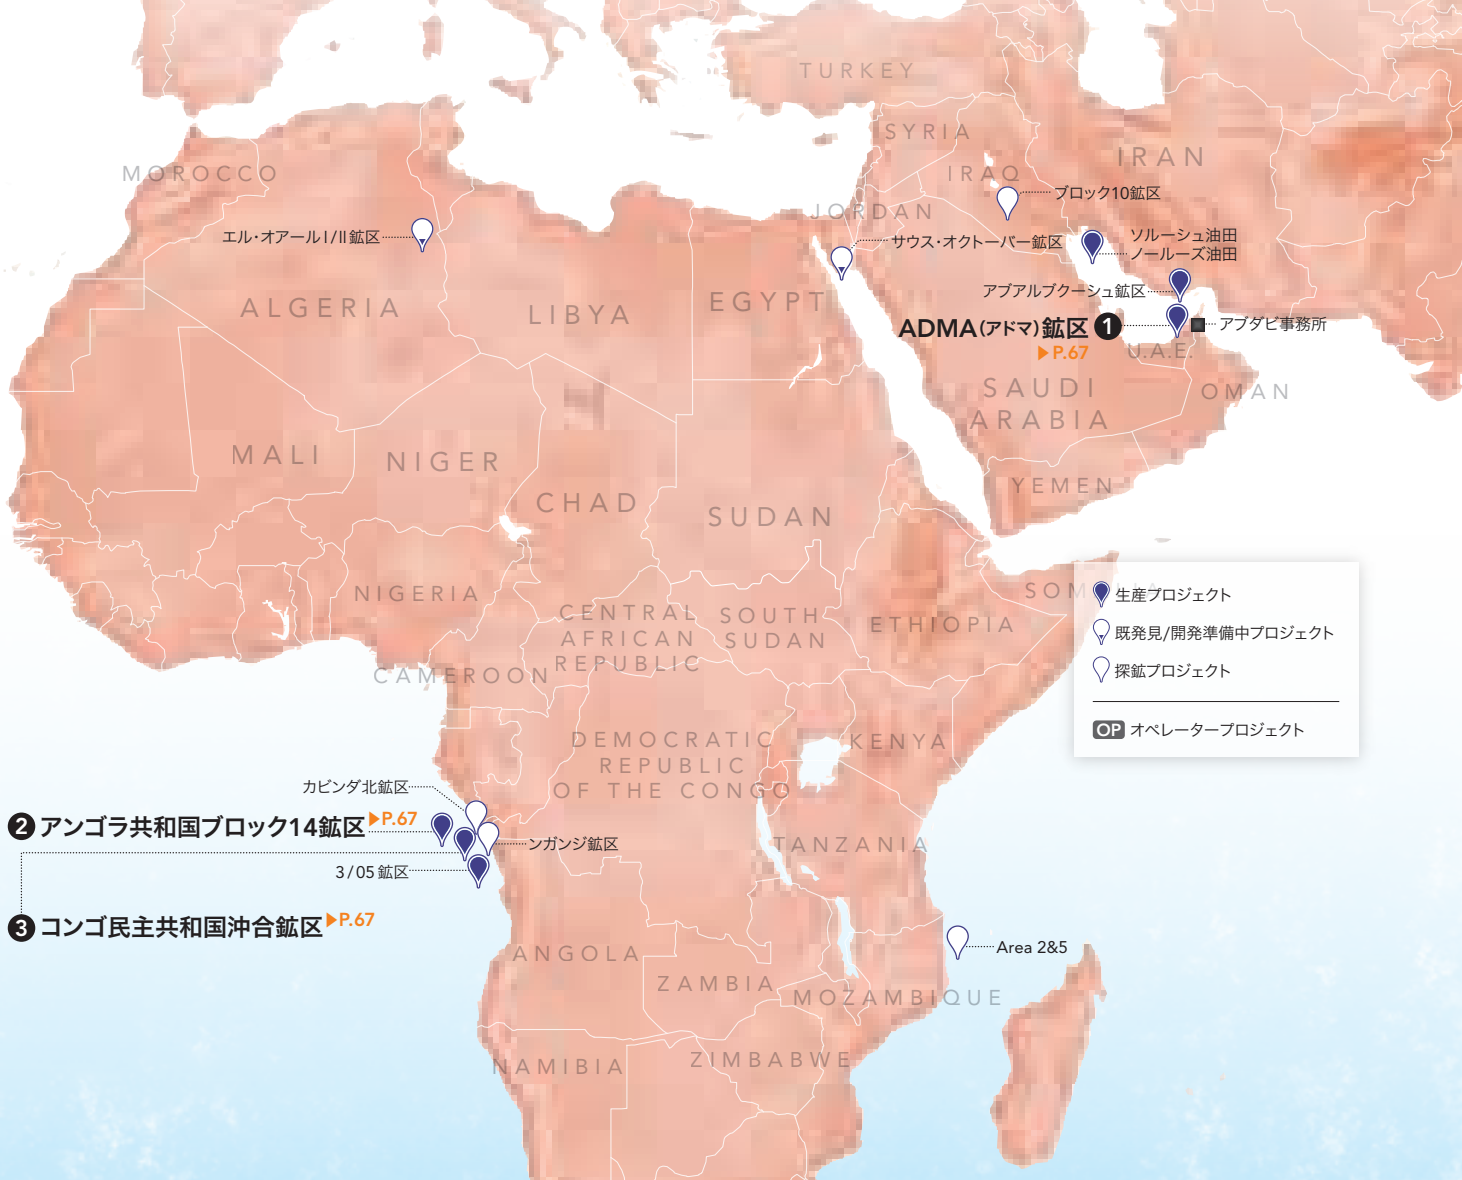 TURKEY
SYRIA
IRAN
MOROCCO
IRAQ
ブロック10鉱区
JORDAN
エル・オアールI/II鉱区
サウス・オクトーバー鉱区
ソルーシュ油田
ノールーズ油田
アブアルブクーシュ鉱区
ALGERIA
LIBYA
EGYPT
ADMA(アドマ)鉱区 1
アブダビ事務所
▶P.67
U.A.E.
SAUDI
ARABIA
OMAN
MALI
NIGER
YEMEN
CHAD
SUDAN
NIGERIA
SOMALIA
生産プロジェクト
CENTRAL
AFRICAN
REPUBLIC
SOUTH
SUDAN
ETHIOPIA
既発見/開発準備中プロジェクト
探鉱プロジェクト
CAMEROON
OP オペレータープロジェクト
DEMOCRATIC
REPUBLIC
OF THE CONGO
KENYA
カビンダ北鉱区
2 アンゴラ共和国ブロック14鉱区 ▶P.67
ンガンジ鉱区
TANZANIA
3/05 鉱区
3 コンゴ民主共和国沖合鉱区 ▶P.67
Area 2&5
ANGOLA
ZAMBIA
MOZAMBIQUE
NAMIBIA
ZIMBABWE